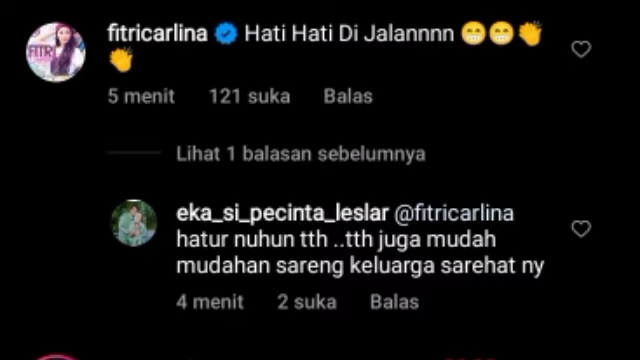 fitricarlina Hati Hati Di Jalannnn 😁😁👏
👏
5 menit 121 suka Balas
Lihat 1 balasan sebelumnya
eka_si_pecinta_leslar @fitricarlina
hatur nuhun tth ..tth juga mudah
mudahan sareng keluarga sarehat ny
4 menit 2 suka Balas